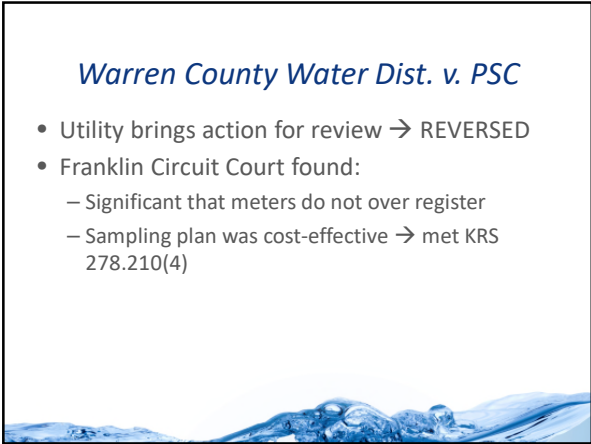 Warren County Water Dist. v. PSC
• Utility brings action for review → REVERSED
• Franklin Circuit Court found:
– Significant that meters do not over register
– Sampling plan was cost-effective → met KRS
278.210(4)